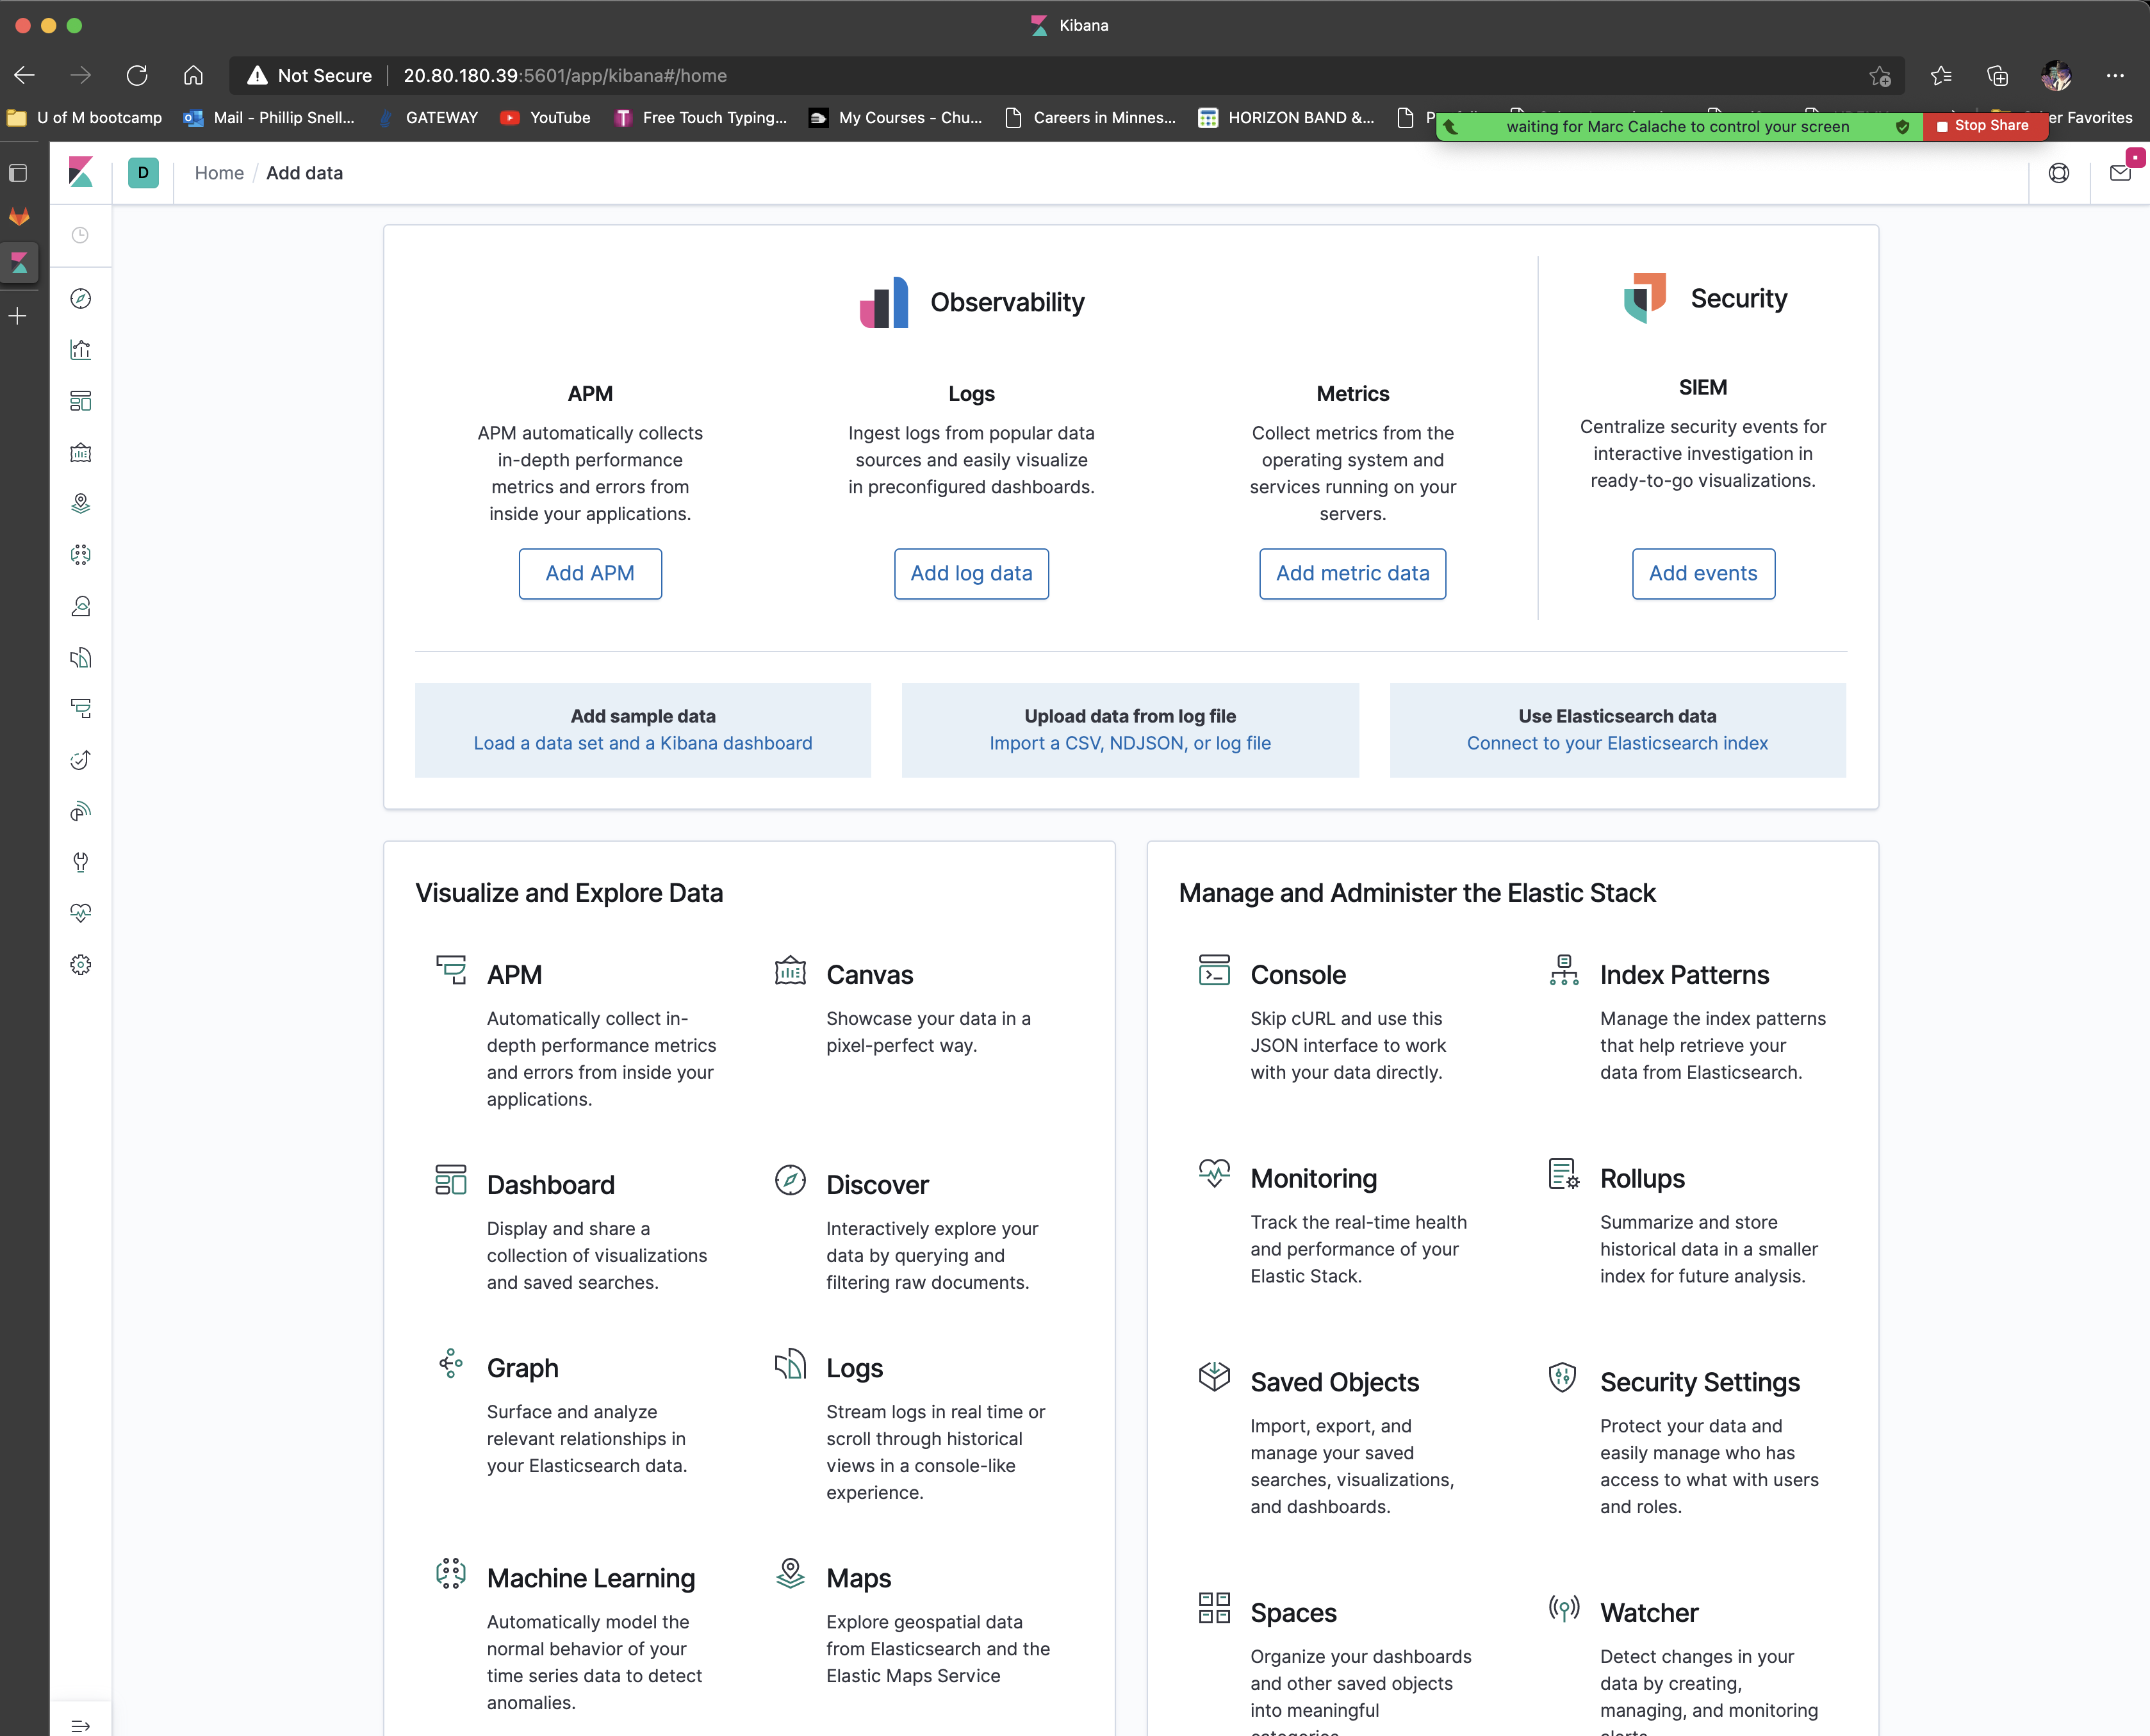 Kibana
Not Secure 20.80.180.39:5601/app/kibana#/home
U of M bootcamp Mail - Phillip Snell... GATEWAY YouTube Free Touch Typing... My Courses - Chu... Careers in Minnes... HORIZON BAND &... er Favorites
waiting for Marc Calache to control your screen Stop Share
D Home / Add data
Observability
Security
APM
APM automatically collects
in-depth performance
metrics and errors from
inside your applications.
Add APM
Logs
Ingest logs from popular data
sources and easily visualize
in preconfigured dashboards.
Add log data
Metrics
Collect metrics from the
operating system and
services running on your
servers.
Add metric data
SIEM
Centralize security events for
interactive investigation in
ready-to-go visualizations.
Add events
Add sample data
Load a data set and a Kibana dashboard
Upload data from log file
Import a CSV, NDJSON, or log file
Use Elasticsearch data
Connect to your Elasticsearch index
Visualize and Explore Data
APM
Automatically collect in-
depth performance metrics
and errors from inside your
applications.
Canvas
Showcase your data in a
pixel-perfect way.
Dashboard
Display and share a
collection of visualizations
and saved searches.
Discover
Interactively explore your
data by querying and
filtering raw documents.
Graph
Surface and analyze
relevant relationships in
your Elasticsearch data.
Logs
Stream logs in real time or
scroll through historical
views in a console-like
experience.
Machine Learning
Automatically model the
normal behavior of your
time series data to detect
anomalies.
Maps
Explore geospatial data
from Elasticsearch and the
Elastic Maps Service
Manage and Administer the Elastic Stack
Console
Skip cURL and use this
JSON interface to work
with your data directly.
Index Patterns
Manage the index patterns
that help retrieve your
data from Elasticsearch.
Monitoring
Track the real-time health
and performance of your
Elastic Stack.
Rollups
Summarize and store
historical data in a smaller
index for future analysis.
Saved Objects
Import, export, and
manage your saved
searches, visualizations,
and dashboards.
Security Settings
Protect your data and
easily manage who has
access to what with users
and roles.
Spaces
Organize your dashboards
and other saved objects
into meaningful
Watcher
Detect changes in your
data by creating,
managing, and monitoring